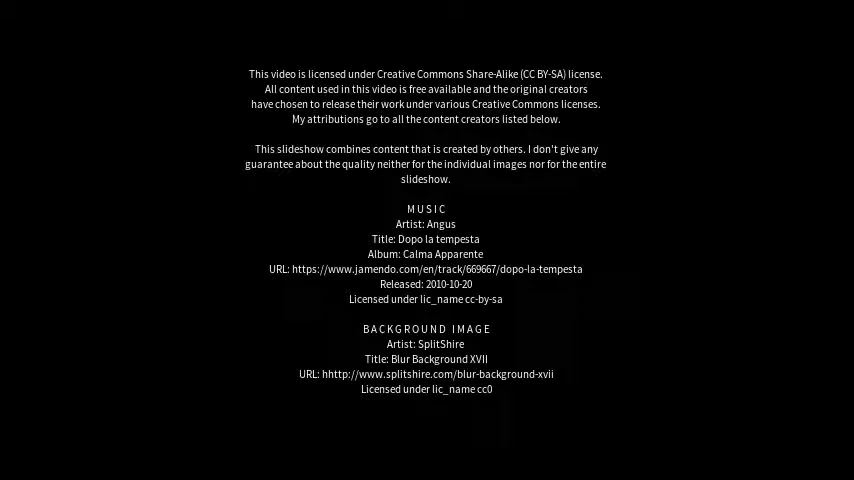 This video is licensed under Creative Commons Share-Alike (CC BY-SA) license.
All content used in this video is free available and the original creators
have chosen to release their work under various Creative Commons licenses.
My attributions go to all the content creators listed below.
This slideshow combines content that is created by others. I don't give any
guarantee about the quality neither for the individual images nor for the entire
slideshow.
MUSIC
Artist: Angus
Title: Dopo la tempesta
Album: Calma Apparente
URL: https://www.jamendo.com/en/track/669667/dopo-la-tempesta
Released: 2010-10-20
Licensed under lic_name cc-by-sa
BACKGROUND IMAGE
Artist: SplitShire
Title: Blur Background XVII
URL: hhttp://www.splitshire.com/blur-background-xvii
Licensed under lic_name cc0